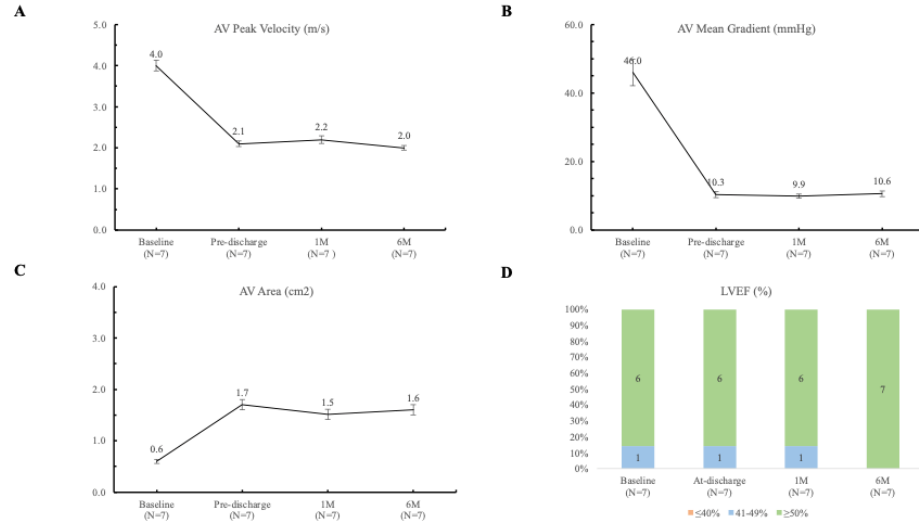 A
AV Peak Velocity (m/s)
5.0
4.0
3.0
2.0
1.0
0.0
4.0
2.1
2.2
2.0
Baseline Pre-discharge 1M 6M
(N=7) (N=7) (N=7 ) (N=7)
B
AV Mean Gradient (mmHg)
60.0
40.0
20.0
0.0
46.0
10.3
9.9
10.6
Baseline Pre-discharge 1M 6M
(N=7) (N=7) (N=7) (N=7)
C
AV Area (cm2)
4.0
3.0
2.0
1.0
0.0
0.6
1.7
1.5
1.6
Baseline Pre-discharge 1M 6M
(N=7) (N=7) (N=7) (N=7)
D
LVEF (%)
100%
90%
80%
70%
60%
50%
40%
30%
20%
10%
0%
6 6 6 7
1 1 1
Baseline At-discharge 1M 6M
(N=7) (N=7) (N=7) (N=7)
≤40% 41-49% ≥50%